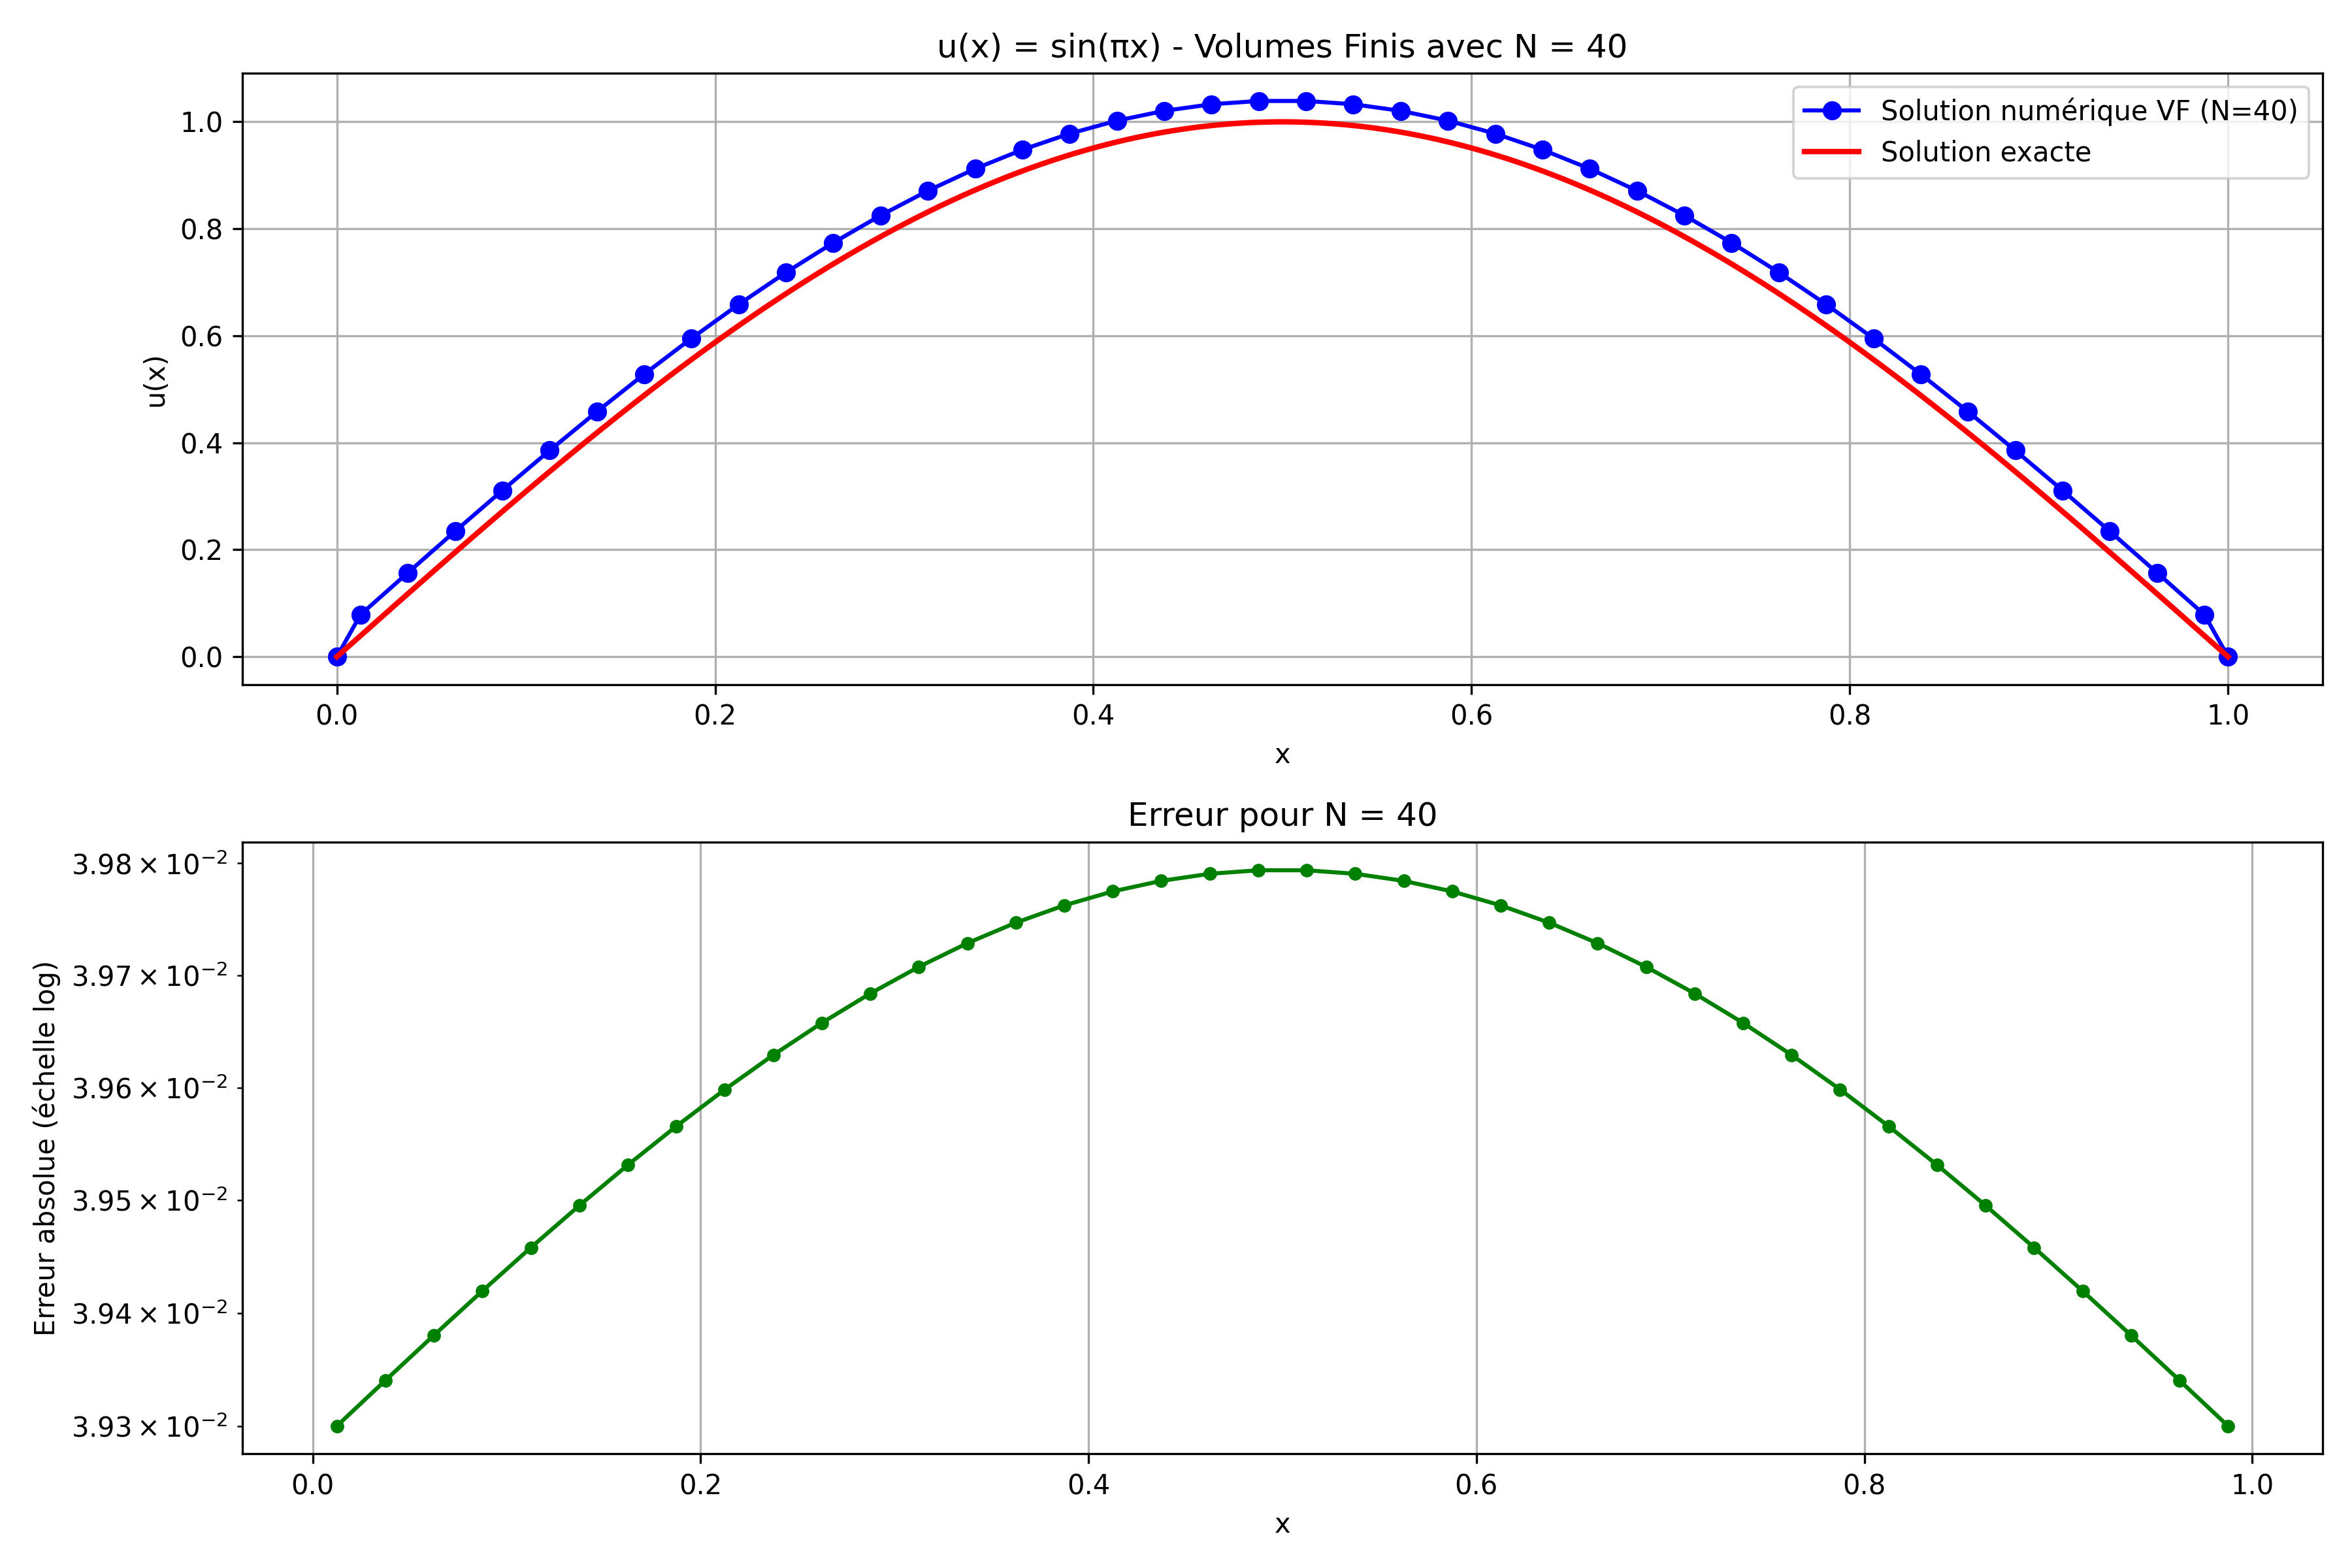 u(x) = sin(πx) - Volumes Finis avec N = 40
Solution numérique VF (N=40)
Solution exacte
u(x)
1.0
0.8
0.6
0.4
0.2
0.0
0.0 0.2 0.4 0.6 0.8 1.0
x
Erreur pour N = 40
Erreur absolue (échelle log)
3.98 × 10⁻²
3.97 × 10⁻²
3.96 × 10⁻²
3.95 × 10⁻²
3.94 × 10⁻²
3.93 × 10⁻²
0.0 0.2 0.4 0.6 0.8 1.0
x